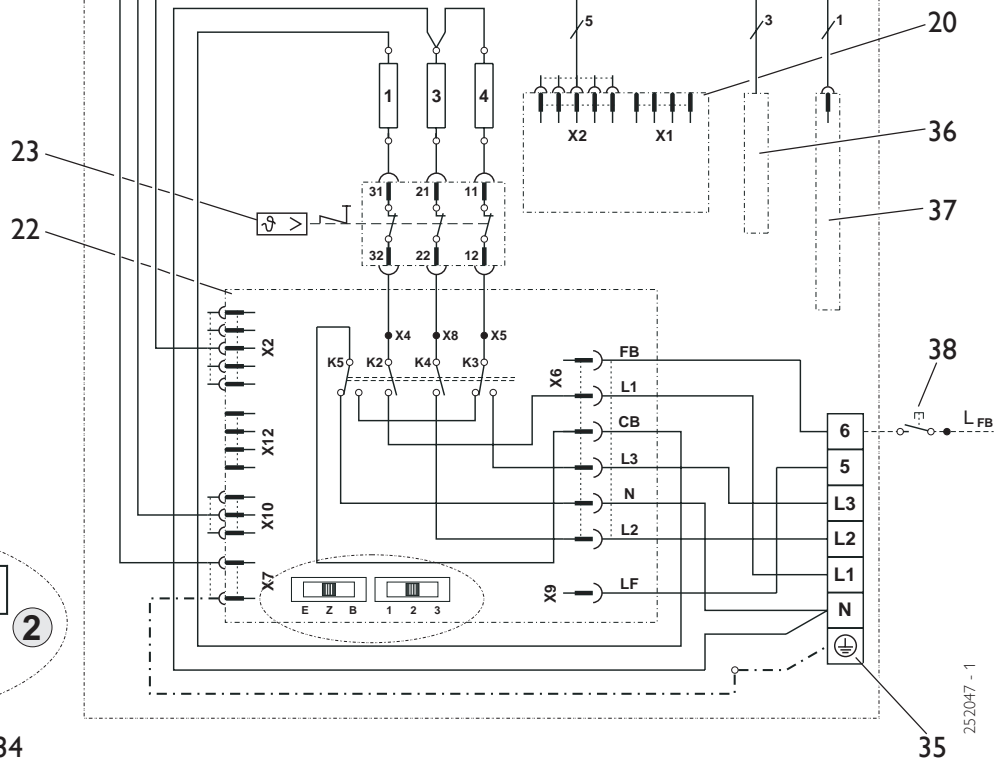 5
3
1
20
1
3
4
X2
X1
36
23
31
21
11
ϑ >
37
22
32
22
12
X4
X8
X5
K5
K2
K4
K3
FB
38
X2
X6
L1
CB
6
L FB
X12
L3
5
N
L3
X10
L2
L2
X7
X9
LF
L1
E Z B
1 2 3
N
2
252047 - 1
34
35